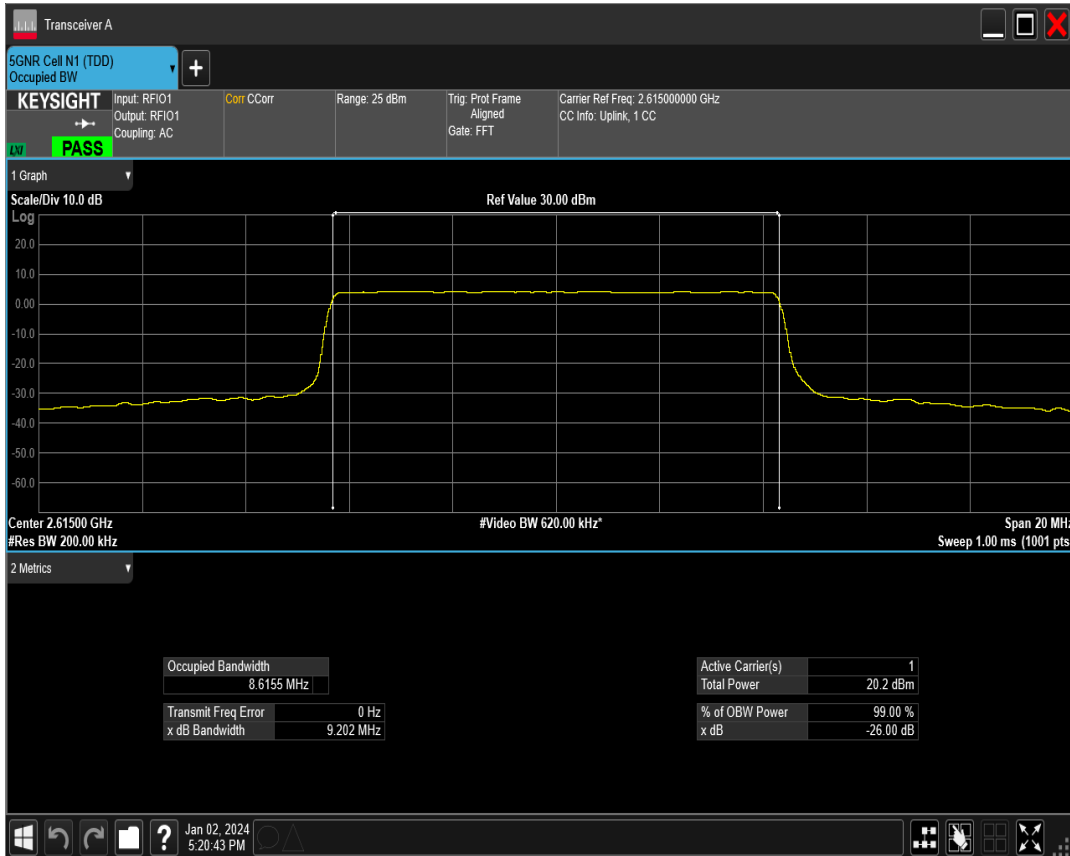 Transceiver A
5GNR Cell N1 (TDD)
Occupied BW
KEYSIGHT
LXI
PASS
Input: RFIO1
Output: RFIO1
Coupling: AC
Corr CCorr
Range: 25 dBm
Trig: Prot Frame
Aligned
Gate: FFT
Carrier Ref Freq: 2.615000000 GHz
CC Info: Uplink, 1 CC
1 Graph
Scale/Div 10.0 dB
Ref Value 30.00 dBm
Log
20.0
10.0
0.00
-10.0
-20.0
-30.0
-40.0
-50.0
-60.0
Center 2.61500 GHz
#Video BW 620.00 kHz*
Span 20 MHz
#Res BW 200.00 kHz
Sweep 1.00 ms (1001 pts
2 Metrics
Occupied Bandwidth
8.6155 MHz
Transmit Freq Error 0 Hz
x dB Bandwidth 9.202 MHz
Active Carrier(s) 1
Total Power 20.2 dBm
% of OBW Power 99.00 %
x dB -26.00 dB
Jan 02, 2024
5:20:43 PM